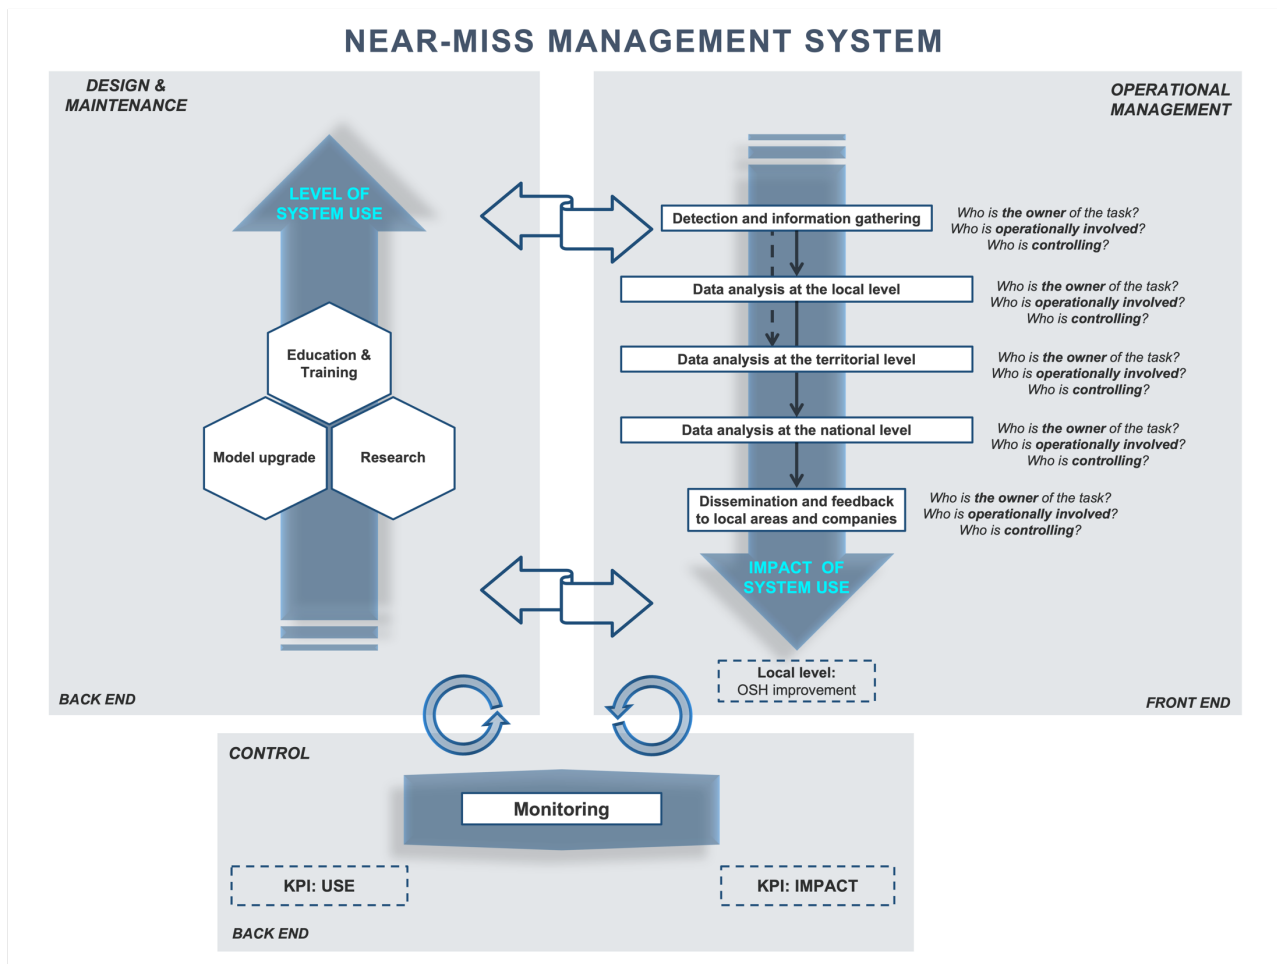 NEAR-MISS MANAGEMENT SYSTEM
DESIGN &
MAINTENANCE
LEVEL OF
SYSTEM USE
Education &
Training
Model upgrade
Research
BACK END
OPERATIONAL
MANAGEMENT
Detection and information gathering
Who is the owner of the task?
Who is operationally involved?
Who is controlling?
Data analysis at the local level
Who is the owner of the task?
Who is operationally involved?
Who is controlling?
Data analysis at the territorial level
Who is the owner of the task?
Who is operationally involved?
Who is controlling?
Data analysis at the national level
Who is the owner of the task?
Who is operationally involved?
Who is controlling?
Dissemination and feedback
to local areas and companies
Who is the owner of the task?
Who is operationally involved?
Who is controlling?
IMPACT OF
SYSTEM USE
Local level:
OSH improvement
FRONT END
CONTROL
Monitoring
KPI: USE
KPI: IMPACT
BACK END